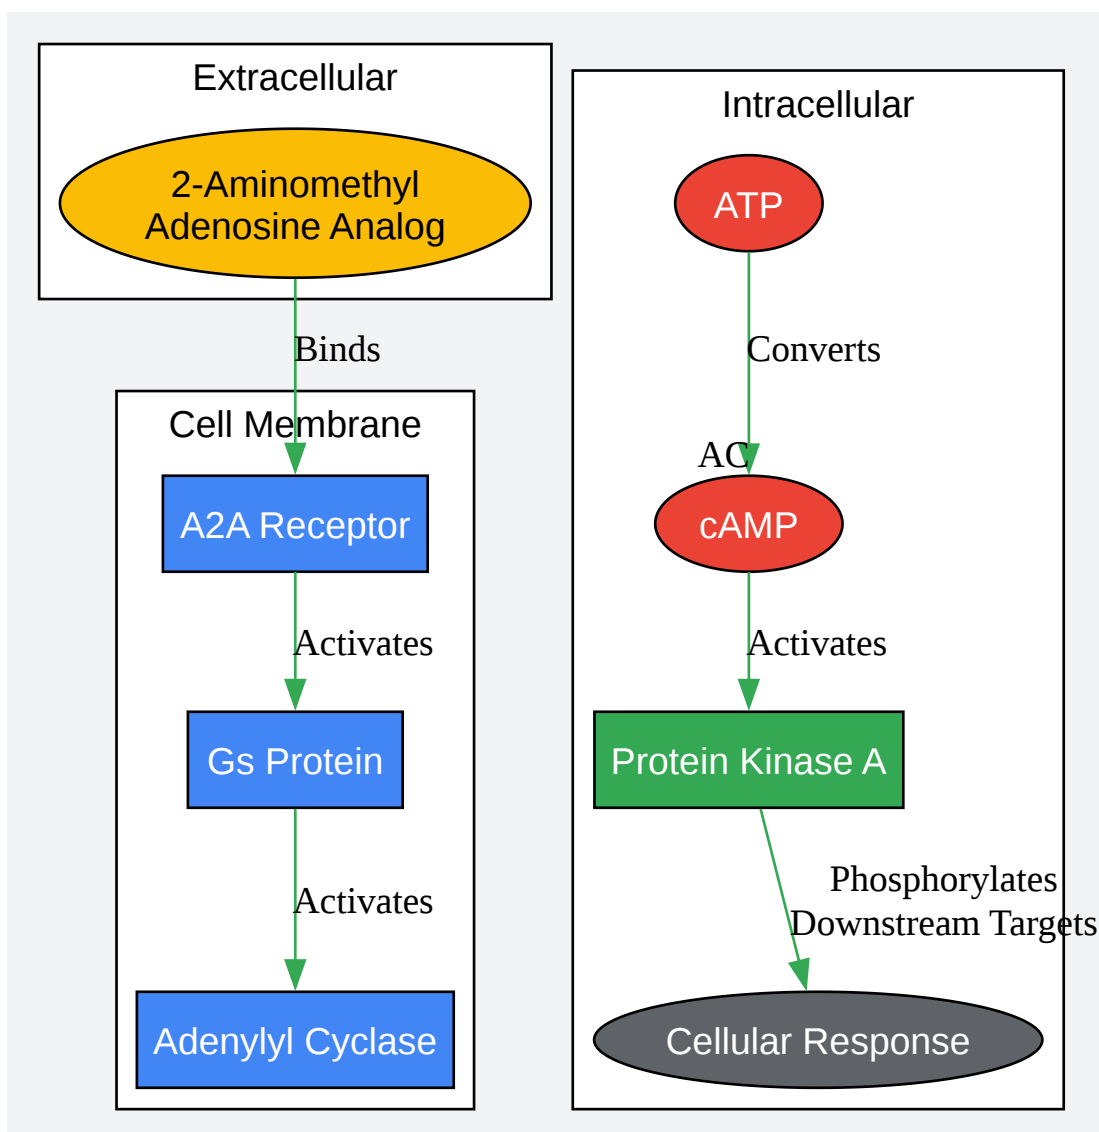 Extracellular
2-Aminomethyl
Adenosine Analog
Binds
Cell Membrane
A2A Receptor
Activates
Gs Protein
Activates
Adenylyl Cyclase
Intracellular
ATP
Converts
AC
cAMP
Activates
Protein Kinase A
Phosphorylates
Downstream Targets
Cellular Response